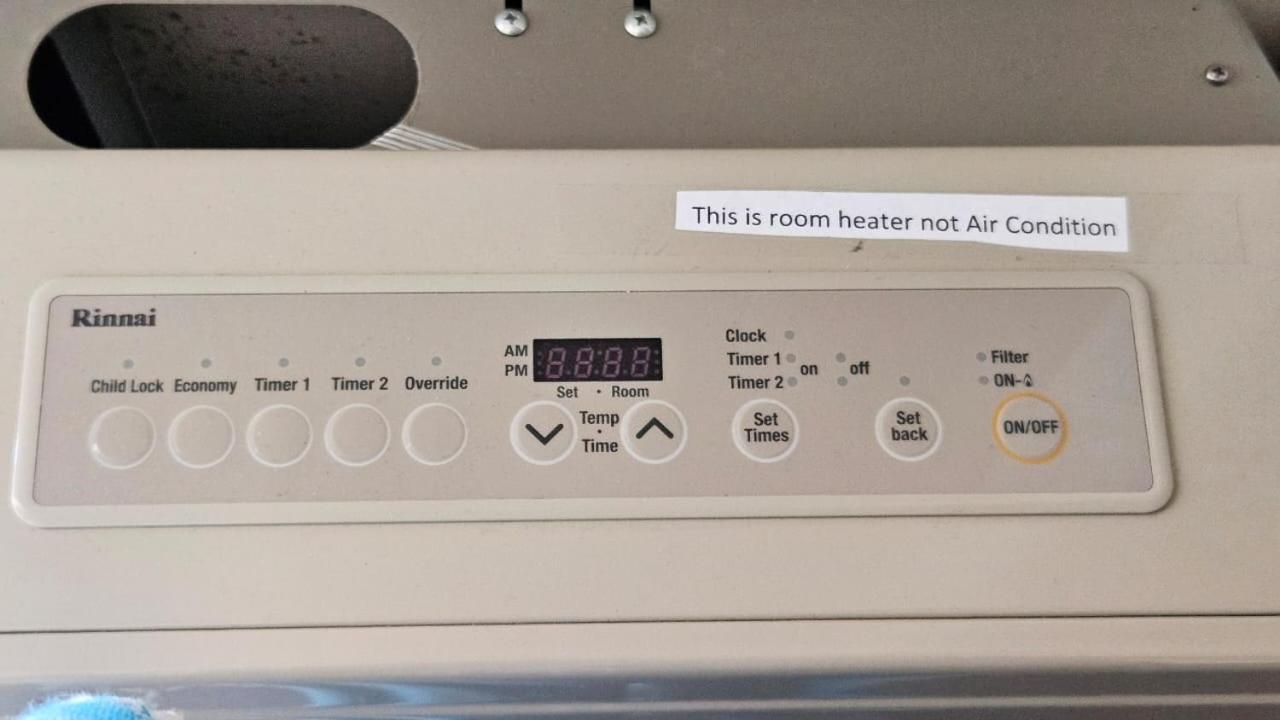 This is room heater not Air Condition
Rinnai
Child Lock Economy Timer 1 Timer 2 Override
AM
PM
Set · Room
Temp
·
Time
Clock
Timer 1 on off
Timer 2
Set
Times
Set
back
Filter
ON-
ON/OFF